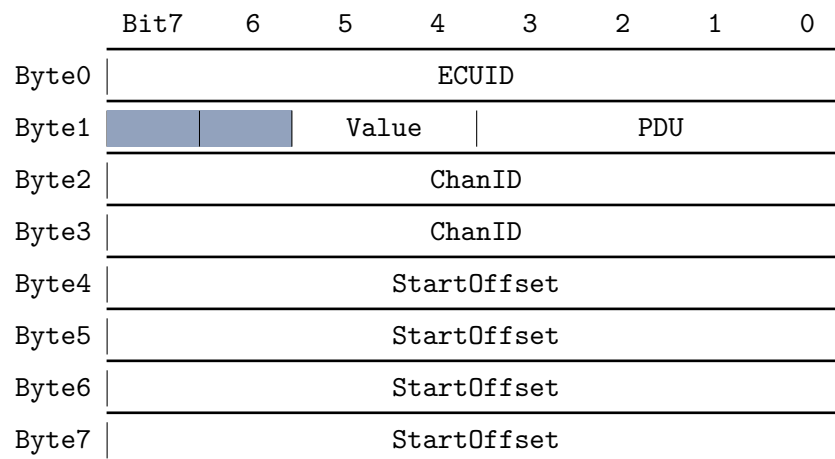 Bit7 6 5 4 3 2 1 0
Byte0 ECUID
Byte1 Value PDU
Byte2 ChanID
Byte3 ChanID
Byte4 StartOffset
Byte5 StartOffset
Byte6 StartOffset
Byte7 StartOffset